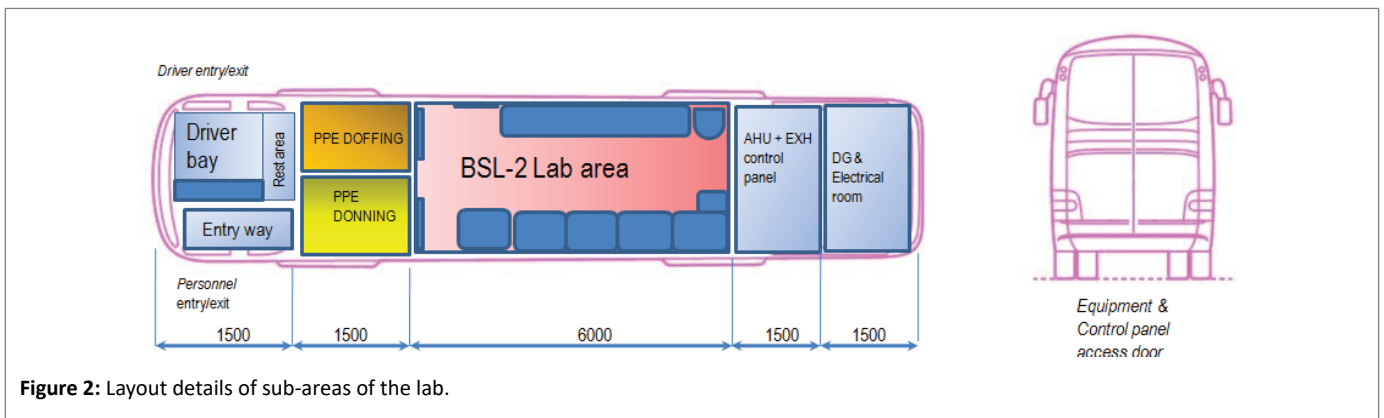 Driver entry/exit
Driver
bay
Rest area
Entry way
PPE DOFFING
PPE
DONNING
BSL-2 Lab area
AHU + EXH
control
panel
DG &
Electrical
room
Personnel
entry/exit
1500
1500
6000
1500
1500
Equipment &
Control panel
access door
Figure 2: Layout details of sub-areas of the lab.